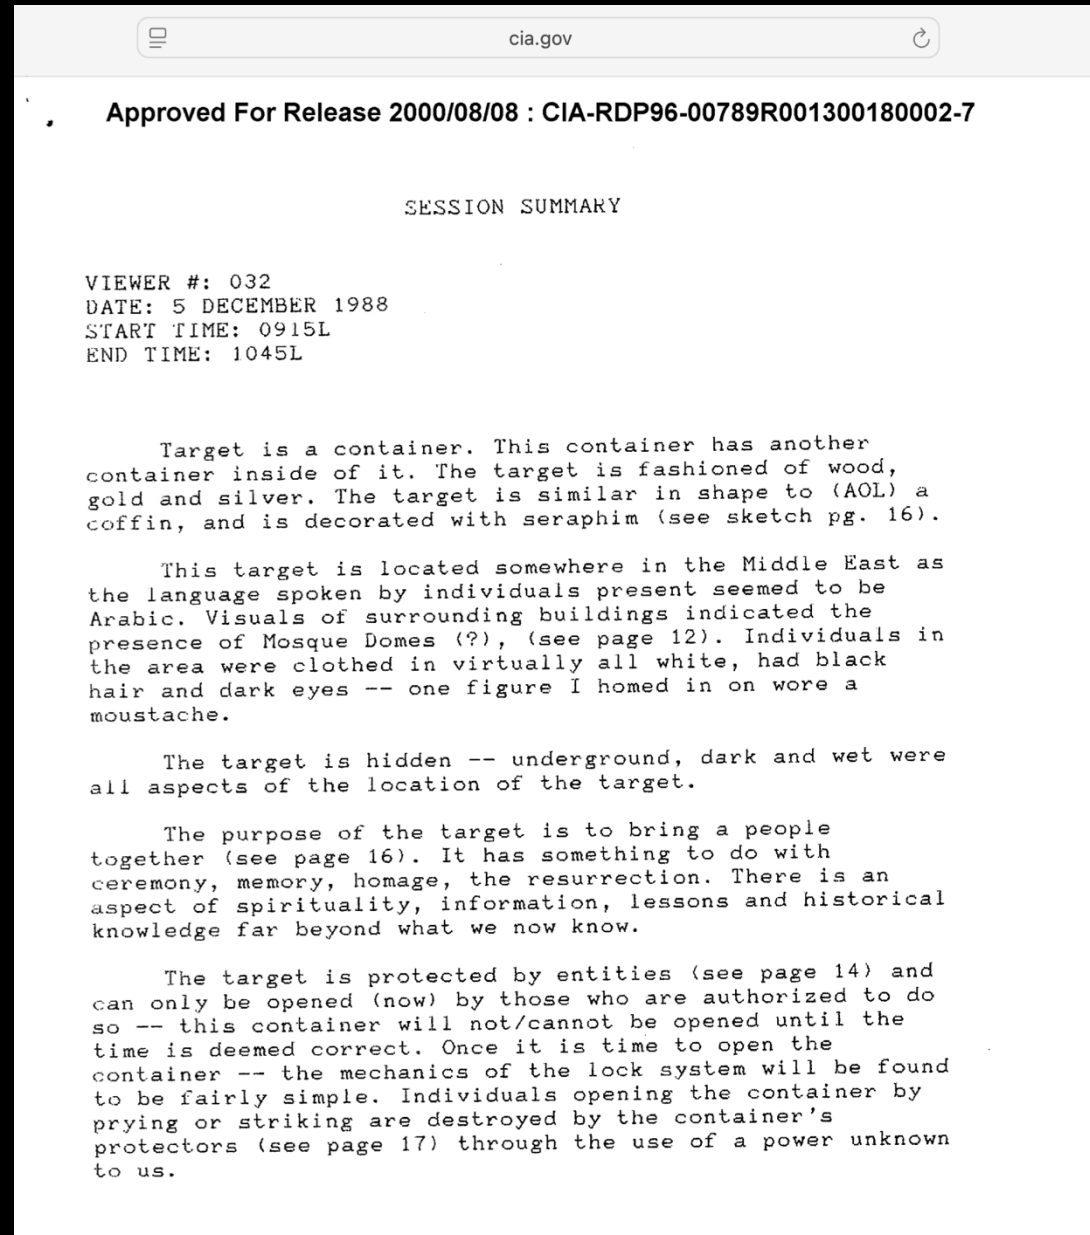 cia.gov
Approved For Release 2000/08/08 : CIA-RDP96-00789R001300180002-7
SESSION SUMMARY
VIEWER #: 032
DATE: 5 DECEMBER 1988
START TIME: 0915L
END TIME: 1045L
Target is a container. This container has another
container inside of it. The target is fashioned of wood,
gold and silver. The target is similar in shape to (AOL) a
coffin, and is decorated with seraphim (see sketch pg. 16).
This target is located somewhere in the Middle East as
the language spoken by individuals present seemed to be
Arabic. Visuals of surrounding buildings indicated the
presence of Mosque Domes (?), (see page 12). Individuals in
the area were clothed in virtually all white, had black
hair and dark eyes -- one figure I homed in on wore a
moustache.
The target is hidden -- underground, dark and wet were
all aspects of the location of the target.
The purpose of the target is to bring a people
together (see page 16). It has something to do with
ceremony, memory, homage, the resurrection. There is an
aspect of spirituality, information, lessons and historical
knowledge far beyond what we now know.
The target is protected by entities (see page 14) and
can only be opened (now) by those who are authorized to do
so -- this container will not/cannot be opened until the
time is deemed correct. Once it is time to open the
container -- the mechanics of the lock system will be found
to be fairly simple. Individuals opening the container by
prying or striking are destroyed by the container's
protectors (see page 17) through the use of a power unknown
to us.